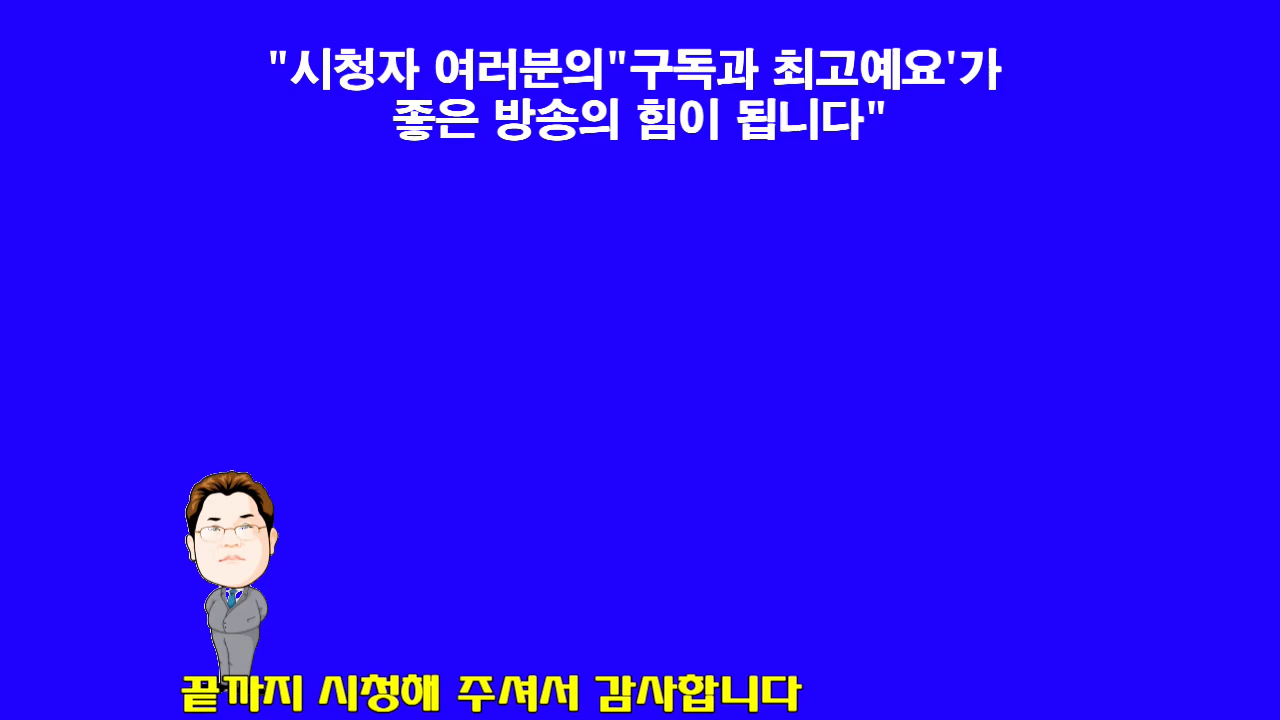 "시청자 여러분의"구독과 최고예요'가
좋은 방송의 힘이 됩니다"
끝까지 시청해 주셔서 감사합니다